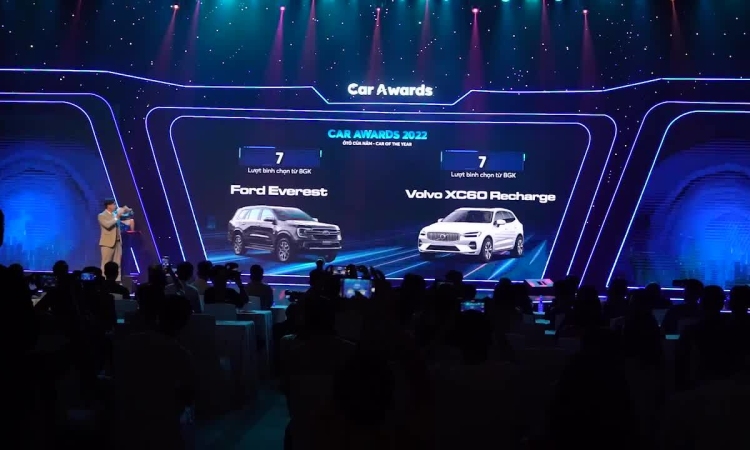 Car Awards
CAR AWARDS 2022
ÔTÔ CỦA NĂM - CAR OF THE YEAR
7
Lượt bình chọn từ BGK
Ford Everest
7
Lượt bình chọn từ BGK
Volvo XC60 Recharge